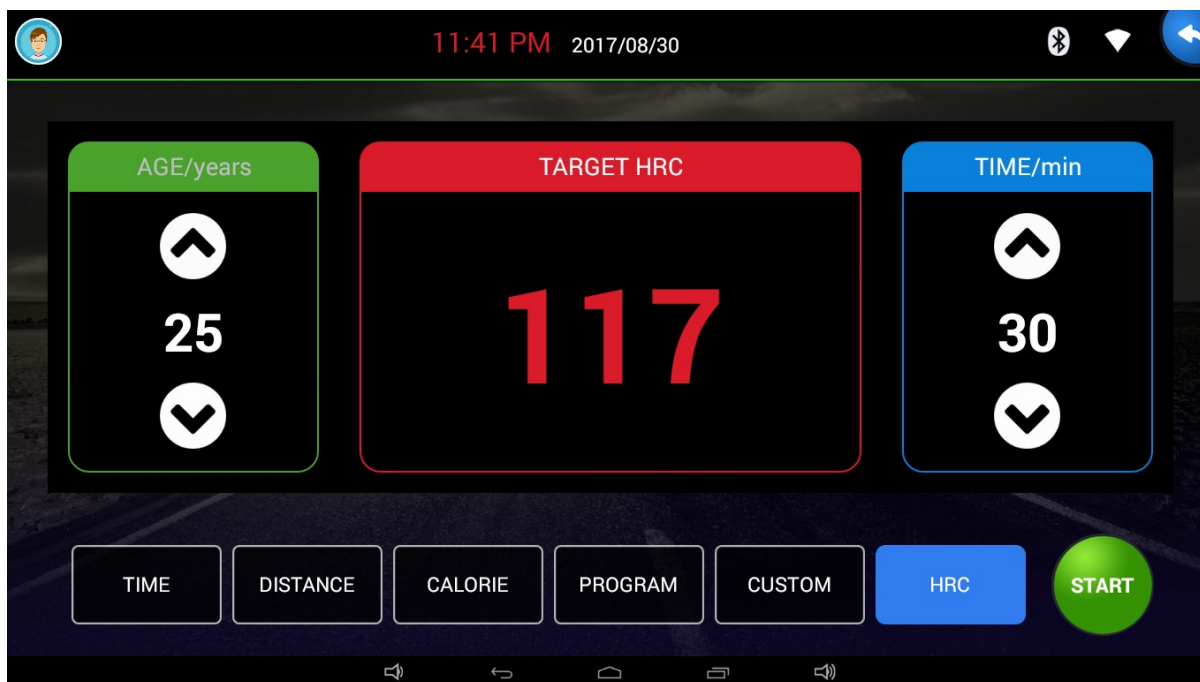 11:41 PM 2017/08/30
AGE/years
TARGET HRC
TIME/min
25
117
30
TIME
DISTANCE
CALORIE
PROGRAM
CUSTOM
HRC
START